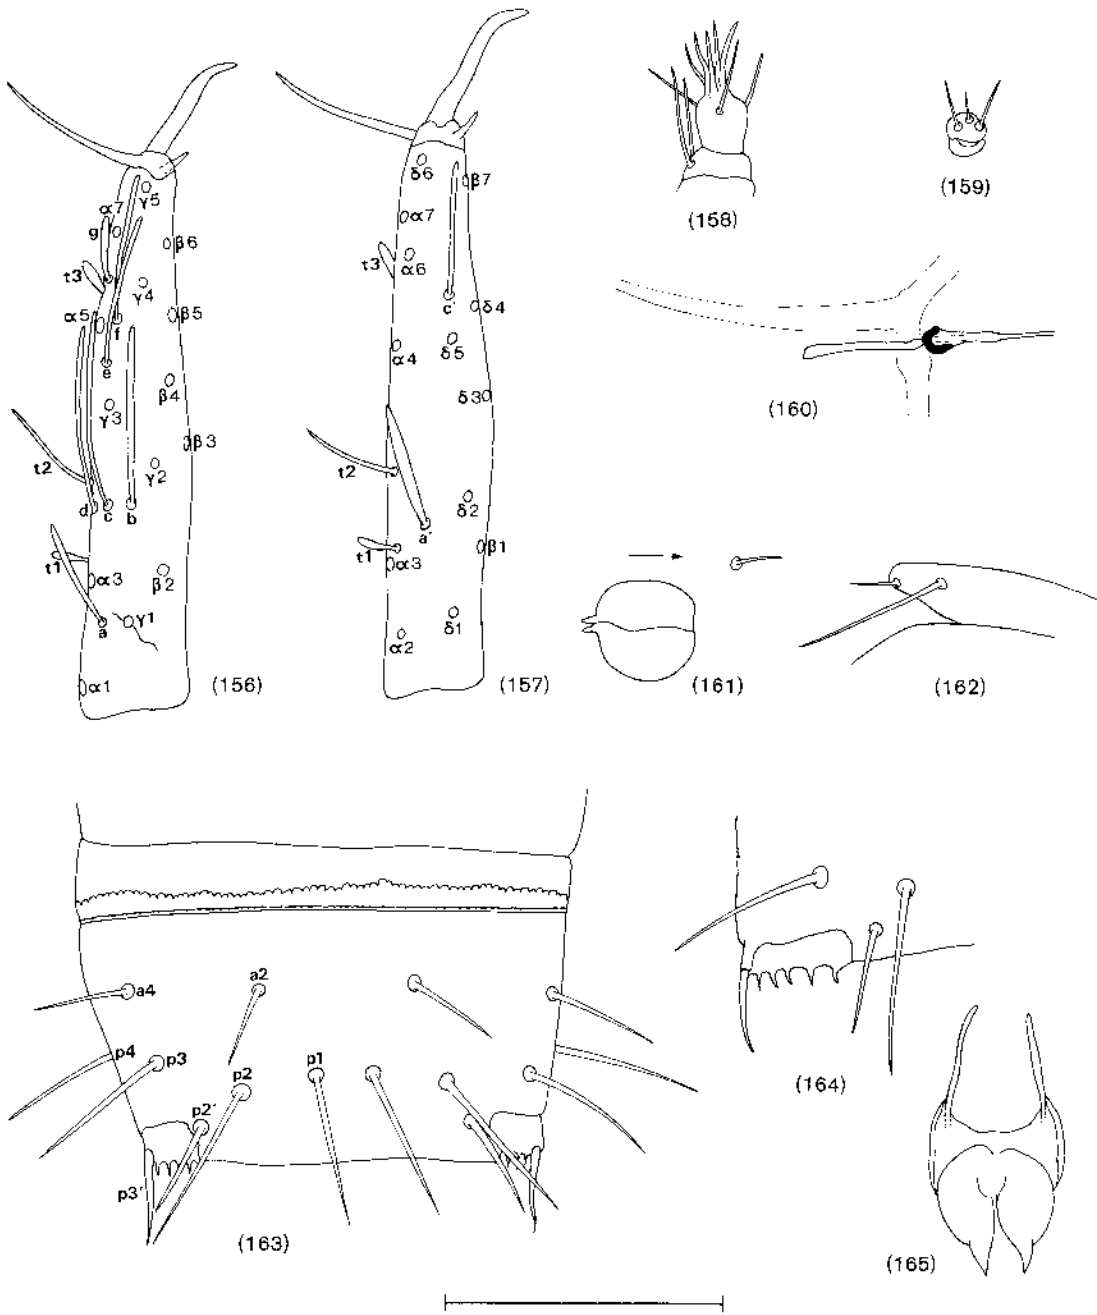 α7
γ5
g
β6
t3
γ4
α5
f
β5
e
β4
γ3
β3
t2
γ2
d
c
b
t1
α3
β2
a
γ1
α1
(156)
δ6
β7
α7
t3
α6
c'
δ4
α4
δ5
δ3
t2
δ2
a'
t1
β1
α3
δ1
α2
(157)
(158)
(159)
(160)
(161)
(162)
a4
a2
p4
p3
p2
p1
p2'
p3'
(163)
(164)
(165)